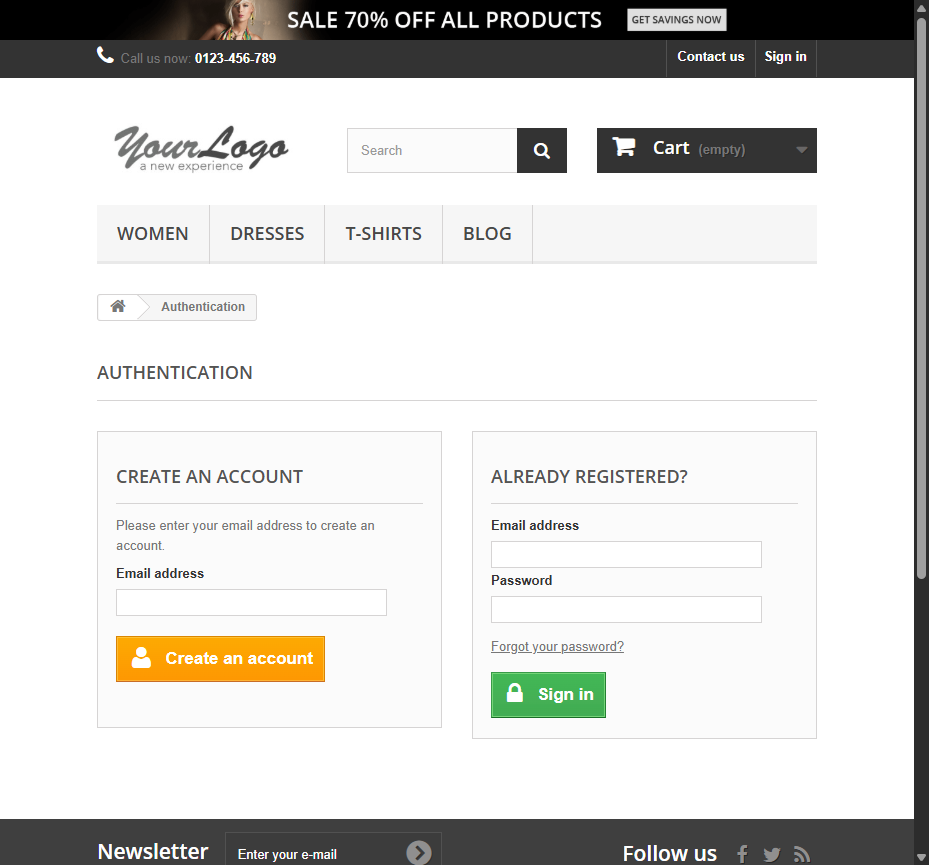 SALE 70% OFF ALL PRODUCTS GET SAVINGS NOW
Call us now: 0123-456-789 Contact us Sign in
YourLogo
a new experience
Search
Cart (empty)
WOMEN DRESSES T-SHIRTS BLOG
Authentication
AUTHENTICATION
CREATE AN ACCOUNT
Please enter your email address to create an
account.
Email address
Create an account
ALREADY REGISTERED?
Email address
Password
Forgot your password?
Sign in
Newsletter Enter your e-mail Follow us